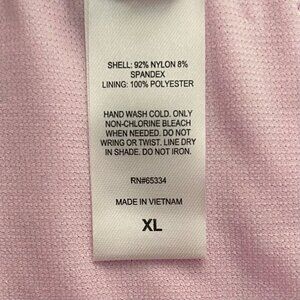 SHELL: 92% NYLON 8%
SPANDEX
LINING: 100% POLYESTER
HAND WASH COLD. ONLY
NON-CHLORINE BLEACH
WHEN NEEDED. DO NOT
WRING OR TWIST. LINE DRY
IN SHADE. DO NOT IRON.
RN#65334
MADE IN VIETNAM
XL